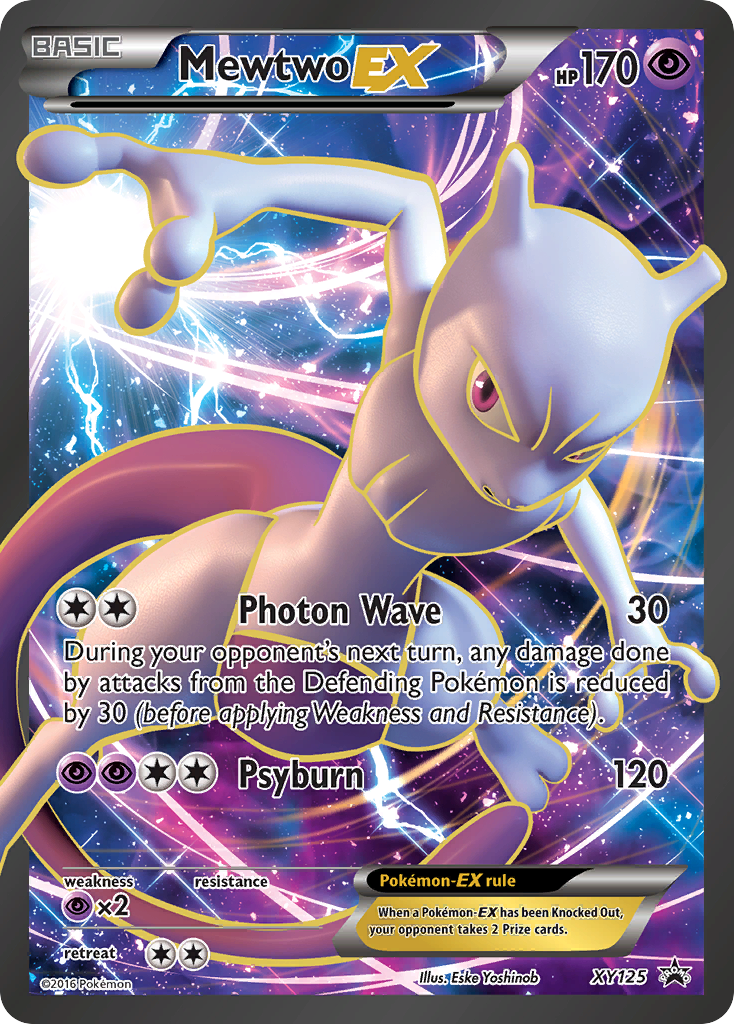 BASIC
Mewtwo EX
HP 170
Photon Wave 30
During your opponent's next turn, any damage done
by attacks from the Defending Pokémon is reduced
by 30 (before applying Weakness and Resistance).
Psyburn 120
weakness resistance
×2
Pokémon-EX rule
When a Pokémon-EX has been Knocked Out,
your opponent takes 2 Prize cards.
retreat
©2016 Pokémon
Illus. Eske Yoshinob
XY125
PROMO